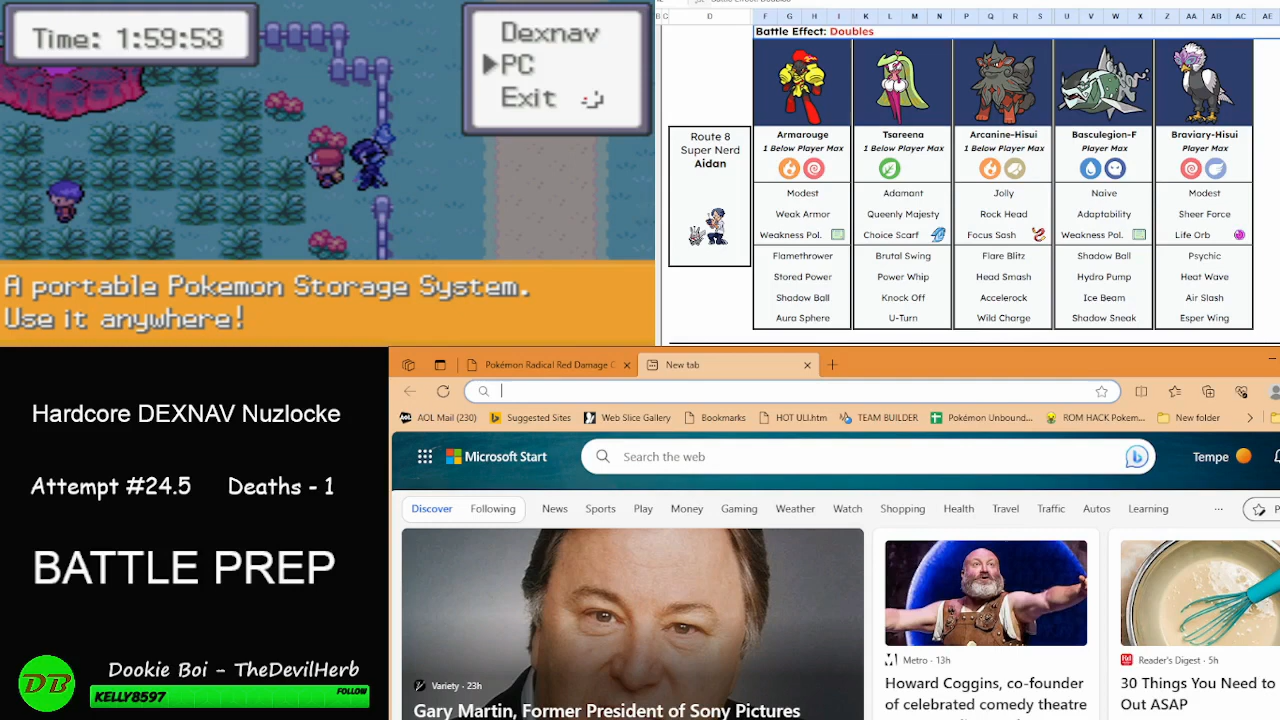 Time: 1:59:53
Dexnav
PC
Exit
A portable Pokemon Storage System.
Use it anywhere!
D F G H I K L M N P Q R S U V W X Z AA AB AC AE
Battle Effect: Doubles
Route 8
Super Nerd
Aidan
Armarouge Tsareena Arcanine-Hisui Basculegion-F Braviary-Hisui
1 Below Player Max 1 Below Player Max 1 Below Player Max Player Max Player Max
Modest Adamant Jolly Naive Modest
Weak Armor Queenly Majesty Rock Head Adaptability Sheer Force
Weakness Pol. Choice Scarf Focus Sash Weakness Pol. Life Orb
Flamethrower Brutal Swing Flare Blitz Shadow Ball Psychic
Stored Power Power Whip Head Smash Hydro Pump Heat Wave
Shadow Ball Knock Off Accelerock Ice Beam Air Slash
Aura Sphere U-Turn Wild Charge Shadow Sneak Esper Wing
Hardcore DEXNAV Nuzlocke
Attempt #24.5 Deaths - 1
BATTLE PREP
Dookie Boi - TheDevilHerb
DB
KELLY8597 FOLLOW
Pokémon Radical Red Damage C New tab
AOL Mail (230) Suggested Sites Web Slice Gallery Bookmarks HOT ULI.htm TEAM BUILDER Pokémon Unbound... ROM HACK Pokem... New folder
Microsoft Start Search the web Tempe
Discover Following News Sports Play Money Gaming Weather Watch Shopping Health Travel Traffic Autos Learning ...
Variety · 23h
Gary Martin, Former President of Sony Pictures
Metro · 13h
Howard Coggins, co-founder
of celebrated comedy theatre
Reader's Digest · 5h
30 Things You Need to
Out ASAP